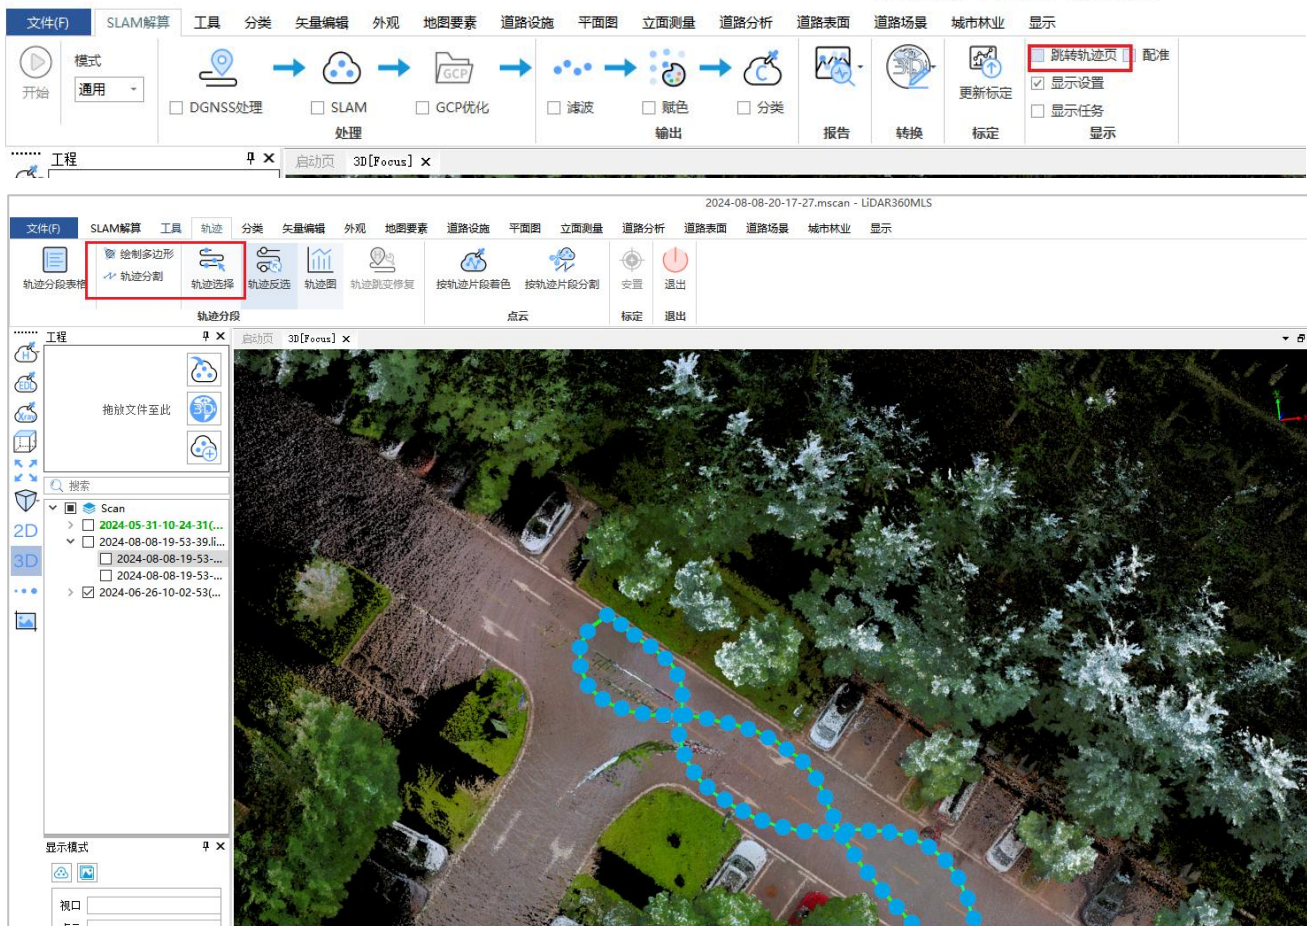 文件(F) SLAM解算 工具 分类 矢量编辑 外观 地图要素 道路设施 平面图 立面测量 道路分析 道路表面 道路场景 城市林业 显示
开始
模式
通用
DGNSS处理
SLAM
GCP
GCP优化
处理
滤波
赋色
C
分类
输出
报告
3D
转换
更新标定
标定
跳转轨迹页 配准
显示设置
显示任务
显示
工程
启动页 3D[Focus]
2024-08-08-20-17-27.mscan - LiDAR360MLS
文件(F) SLAM解算 工具 轨迹 分类 矢量编辑 外观 地图要素 道路设施 平面图 立面测量 道路分析 道路表面 道路场景 城市林业 显示
轨迹分段表格
绘制多边形
轨迹分割
轨迹选择 轨迹反选 轨迹图 轨迹跳变修复
轨迹分段
按轨迹片段着色 按轨迹片段分割
点云
安置
标定
退出
退出
工程
启动页 3D[Focus]
H
EDL
Xray
2D
3D
拖放文件至此
3D
搜索
Scan
2024-05-31-10-24-31(...
2024-08-08-19-53-39.li...
2024-08-08-19-53-...
2024-08-08-19-53-...
2024-06-26-10-02-53(...
显示模式
视口